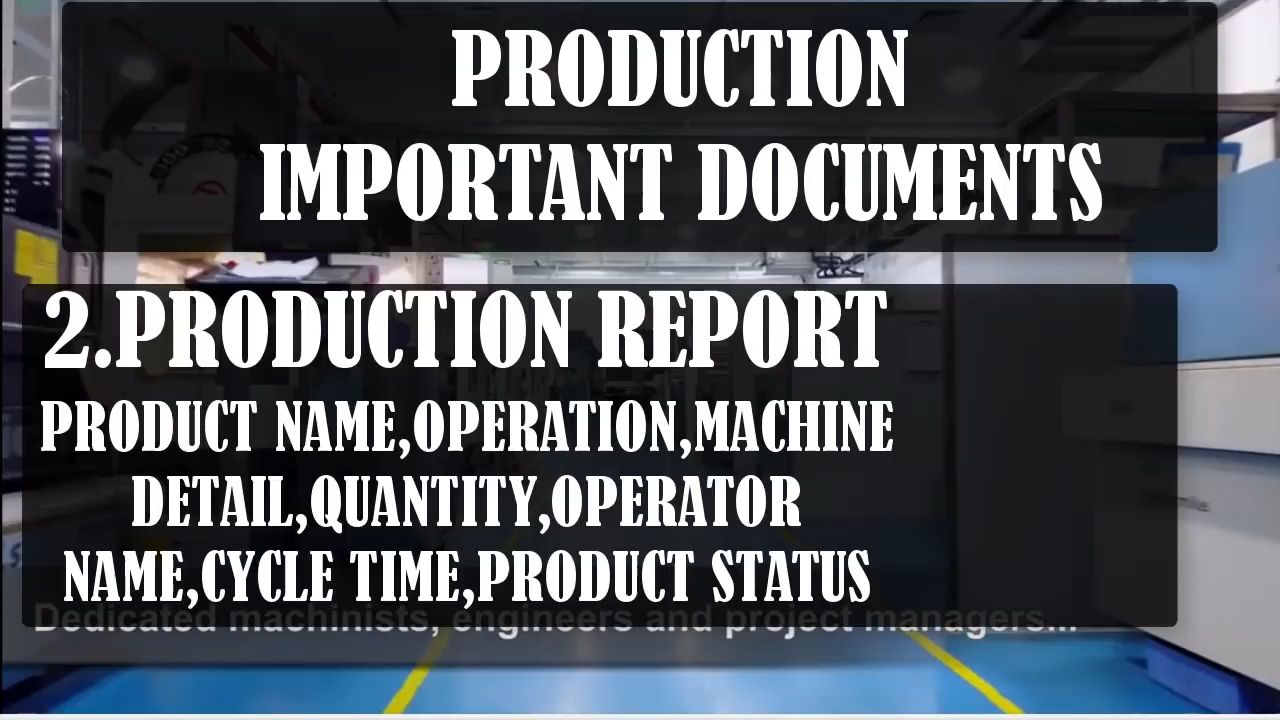 PRODUCTION
IMPORTANT DOCUMENTS
2.PRODUCTION REPORT
PRODUCT NAME,OPERATION,MACHINE
DETAIL,QUANTITY,OPERATOR
NAME,CYCLE TIME,PRODUCT STATUS
Dedicated machinists, engineers and project managers...